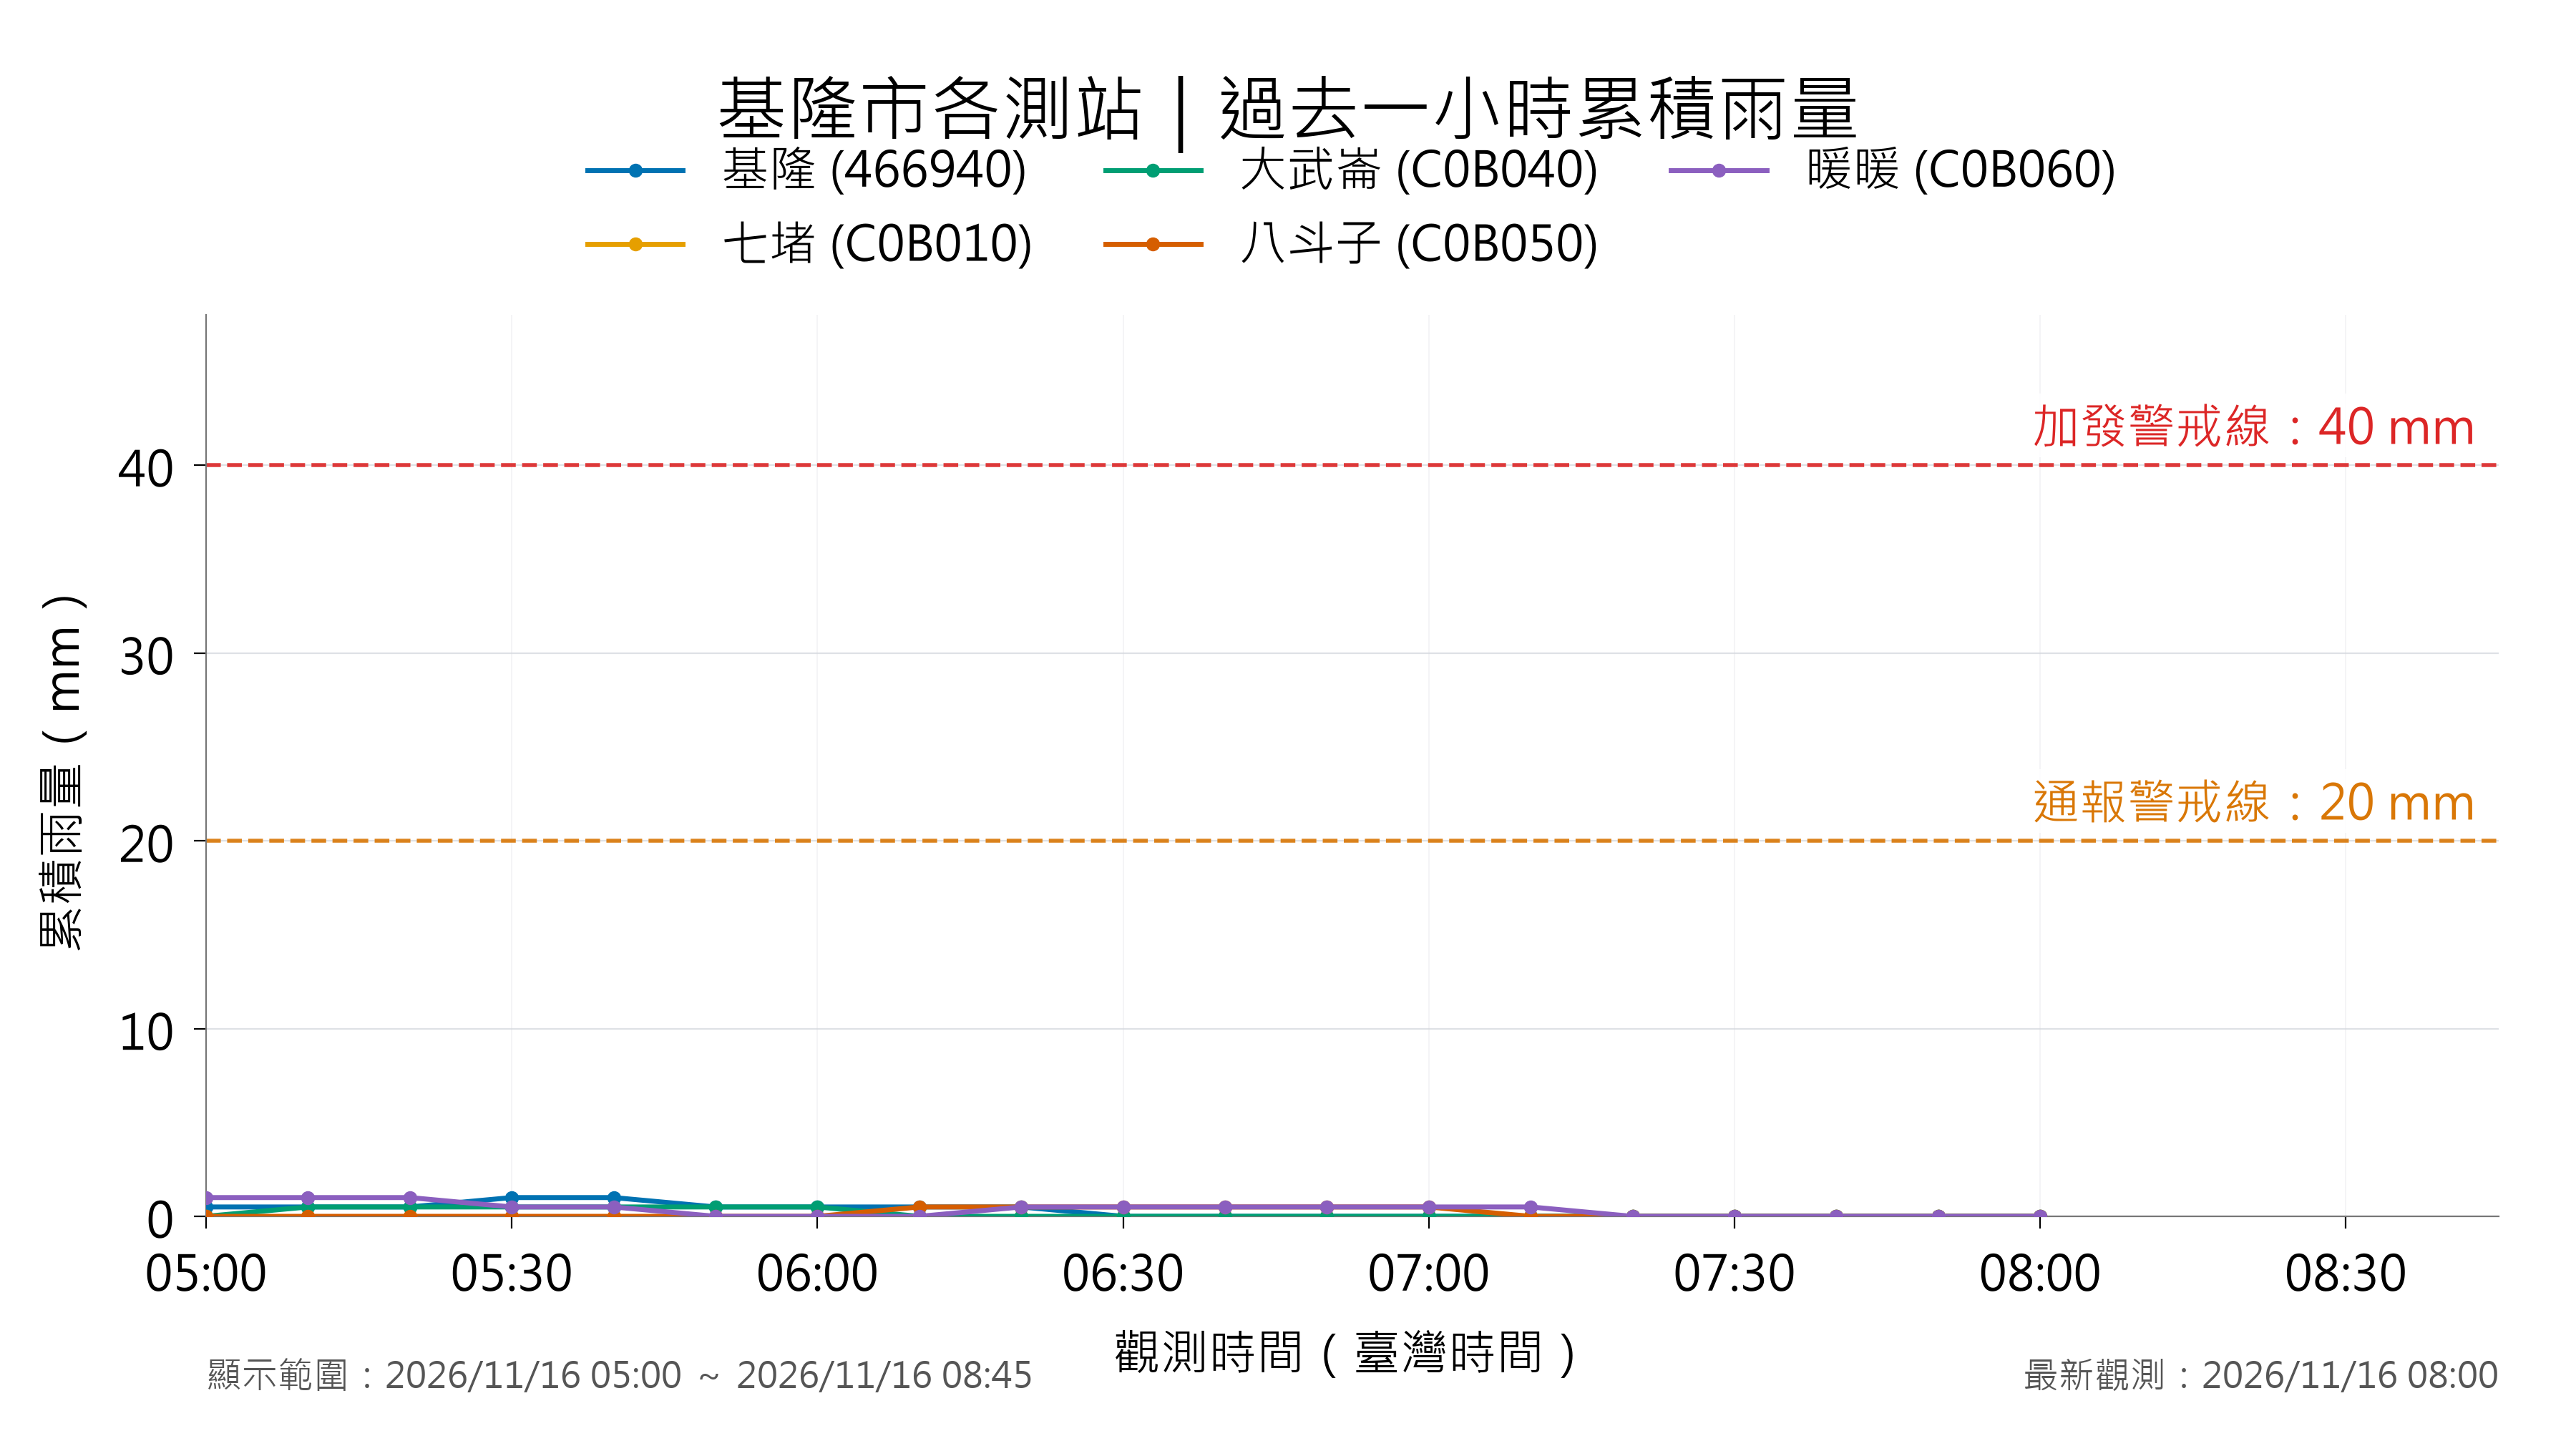 基隆市各測站｜過去一小時累積雨量
基隆 (466940)
大武崙 (C0B040)
暖暖 (C0B060)
七堵 (C0B010)
八斗子 (C0B050)
累積雨量（mm）
40
30
20
10
0
加發警戒線：40 mm
通報警戒線：20 mm
05:00 05:30 06:00 06:30 07:00 07:30 08:00 08:30
觀測時間（臺灣時間）
顯示範圍：2026/11/16 05:00 ~ 2026/11/16 08:45
最新觀測：2026/11/16 08:00